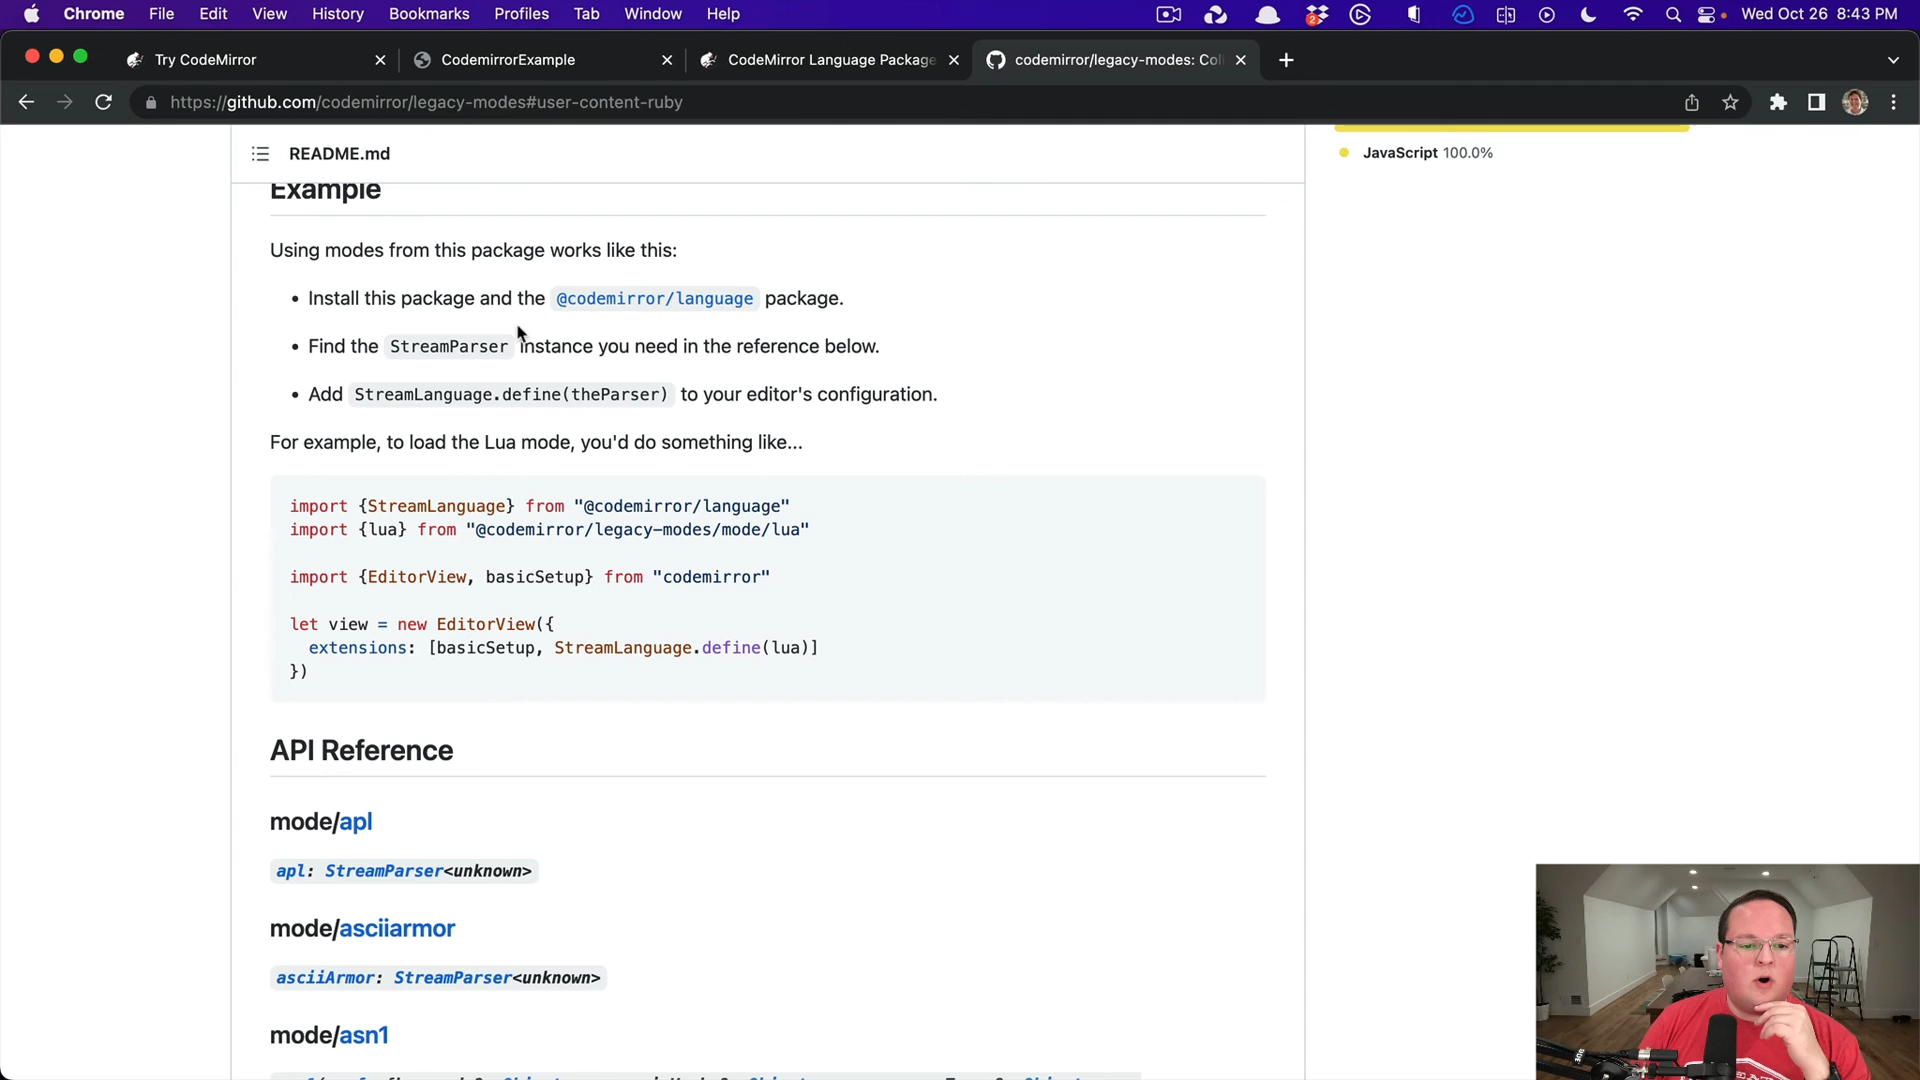 Chrome File Edit View History Bookmarks Profiles Tab Window Help 2 Wed Oct 26 8:43 PM
Try CodeMirror CodemirrorExample CodeMirror Language Package codemirror/legacy-modes: Col
https://github.com/codemirror/legacy-modes#user-content-ruby
README.md
JavaScript 100.0%
Example
Using modes from this package works like this:
• Install this package and the @codemirror/language package.
• Find the StreamParser instance you need in the reference below.
• Add StreamLanguage.define(theParser) to your editor's configuration.
For example, to load the Lua mode, you'd do something like...
import {StreamLanguage} from "@codemirror/language"
import {lua} from "@codemirror/legacy-modes/mode/lua"
import {EditorView, basicSetup} from "codemirror"
let view = new EditorView({
extensions: [basicSetup, StreamLanguage.define(lua)]
})
API Reference
mode/apl
apl: StreamParser<unknown>
mode/asciiarmor
asciiArmor: StreamParser<unknown>
mode/asn1